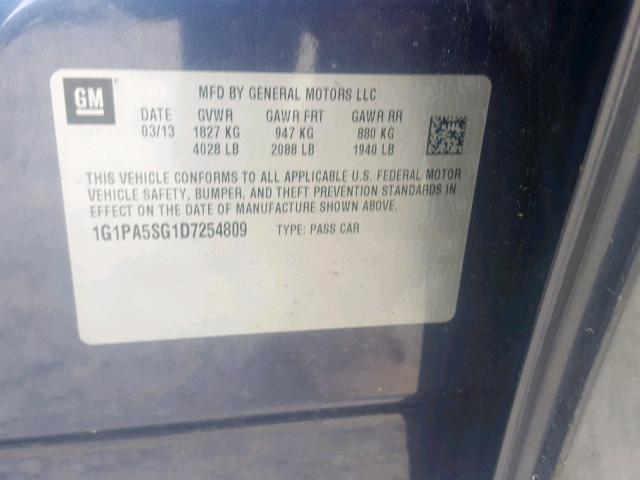 GM
MFD BY GENERAL MOTORS LLC
DATE GVWR GAWR FRT GAWR RR
03/13 1827 KG 947 KG 880 KG
4028 LB 2088 LB 1940 LB
THIS VEHICLE CONFORMS TO ALL APPLICABLE U.S. FEDERAL MOTOR
VEHICLE SAFETY, BUMPER, AND THEFT PREVENTION STANDARDS IN
EFFECT ON THE DATE OF MANUFACTURE SHOWN ABOVE.
1G1PA5SG1D7254809 TYPE: PASS CAR